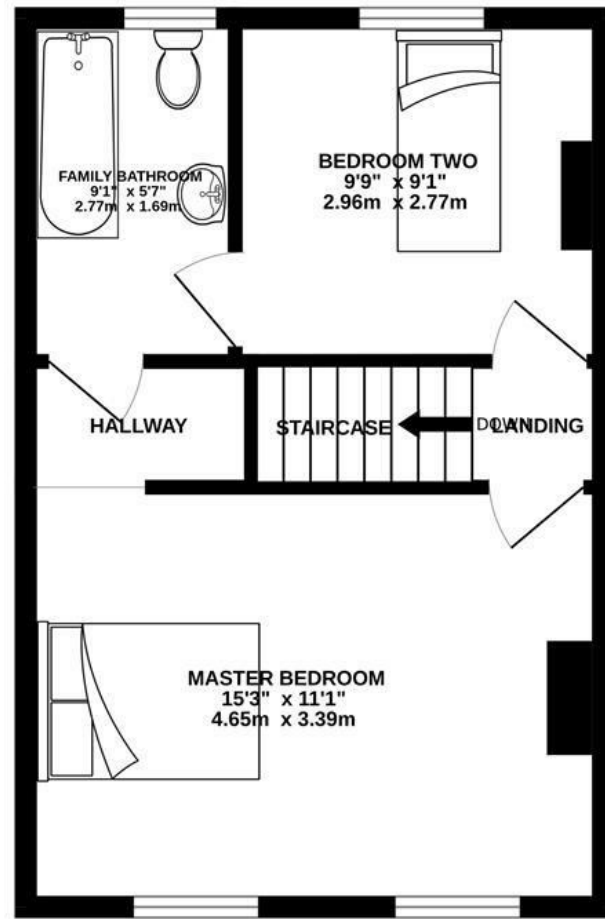 FAMILY BATHROOM
9'1" x 5'7"
2.77m x 1.69m
BEDROOM TWO
9'9" x 9'1"
2.96m x 2.77m
HALLWAY
STAIRCASE
DOWN
LANDING
MASTER BEDROOM
15'3" x 11'1"
4.65m x 3.39m